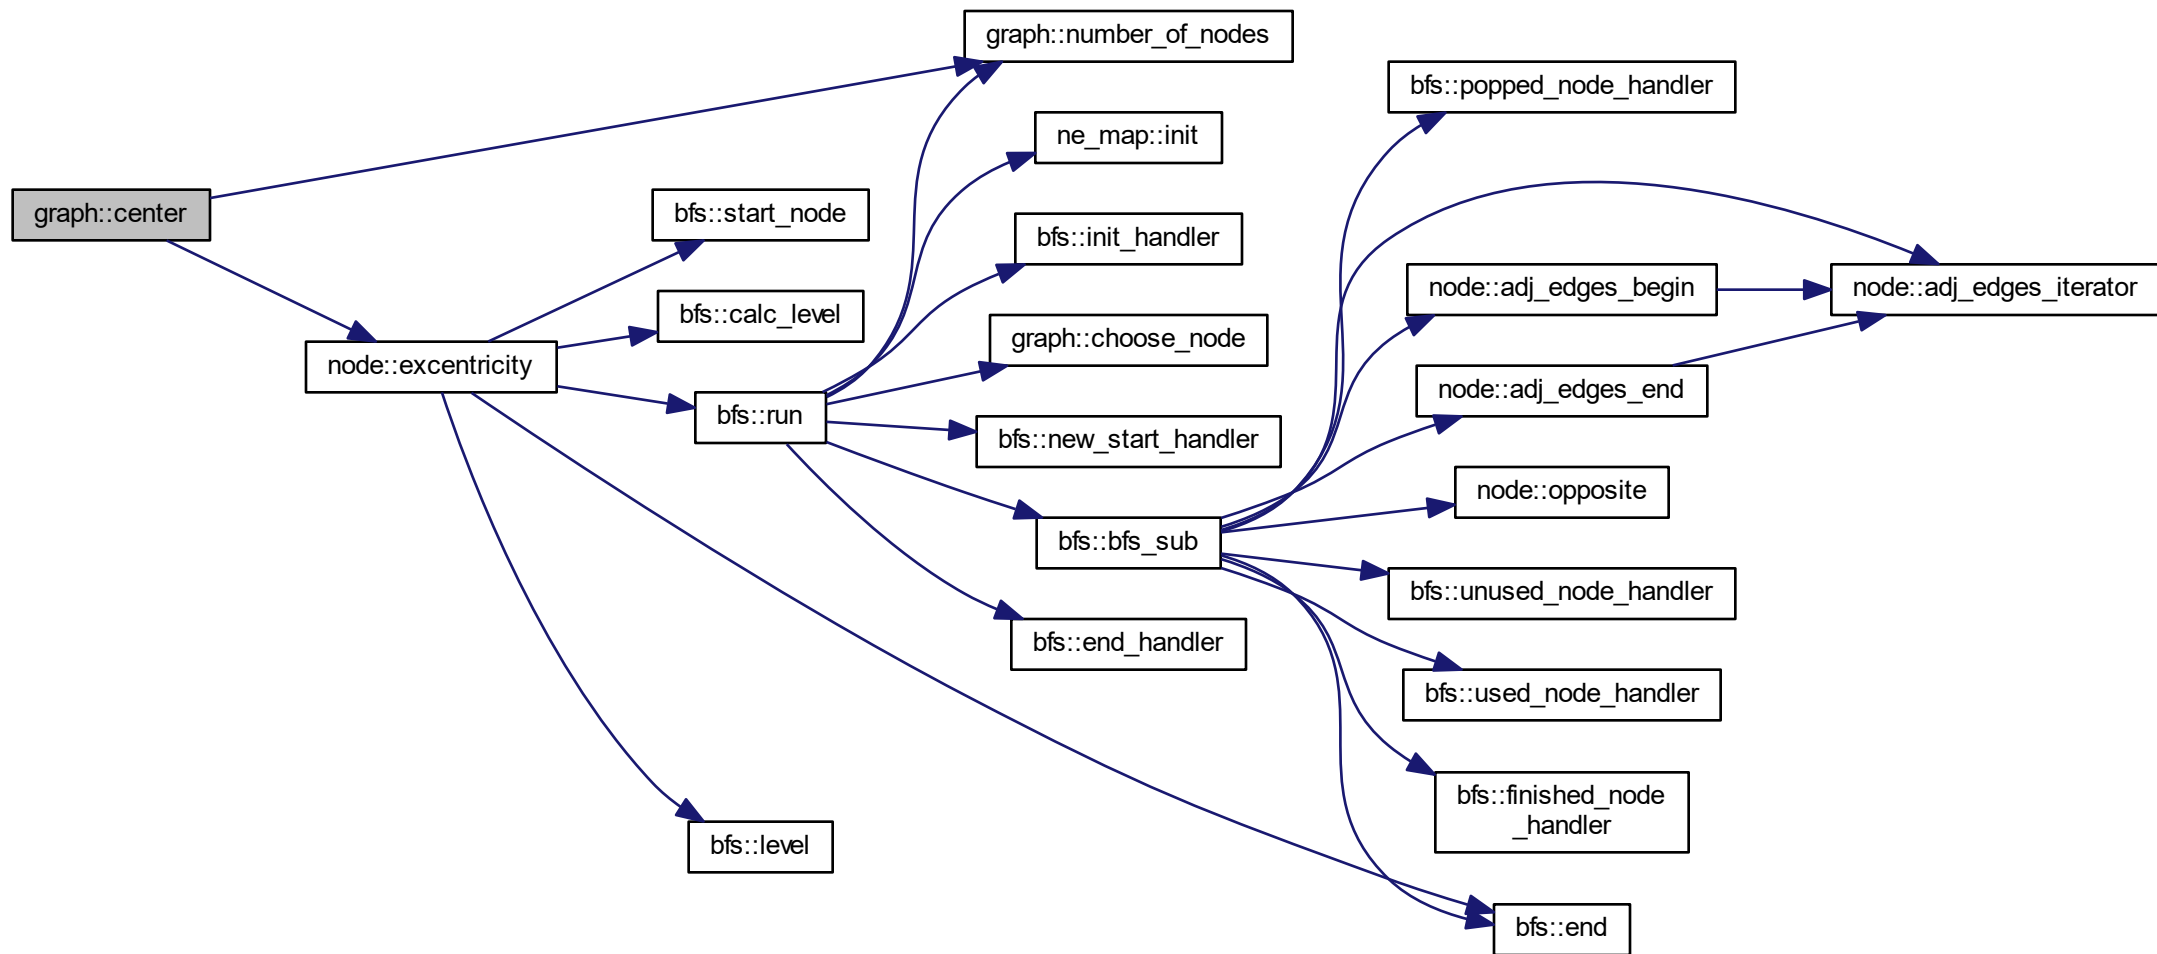 graph::center
node::excentricity
bfs::start_node
bfs::calc_level
bfs::run
bfs::level
graph::number_of_nodes
ne_map::init
bfs::init_handler
graph::choose_node
bfs::new_start_handler
bfs::bfs_sub
bfs::end_handler
bfs::popped_node_handler
node::adj_edges_begin
node::adj_edges_end
node::opposite
bfs::unused_node_handler
bfs::used_node_handler
bfs::finished_node
_handler
bfs::end
node::adj_edges_iterator